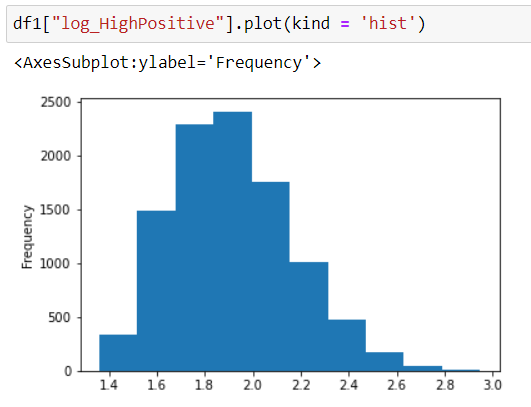 df1["log_HighPositive"].plot(kind = 'hist')
<AxesSubplot:ylabel='Frequency'>
2500
2000
1500
1000
500
0
Frequency
1.4 1.6 1.8 2.0 2.2 2.4 2.6 2.8 3.0